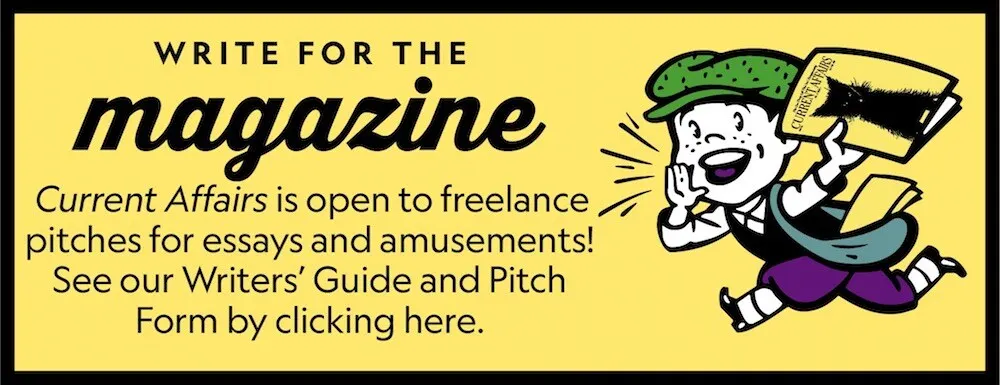 WRITE FOR THE
magazine
Current Affairs is open to freelance
pitches for essays and amusements!
See our Writers’ Guide and Pitch
Form by clicking here.
CURRENT AFFAIRS